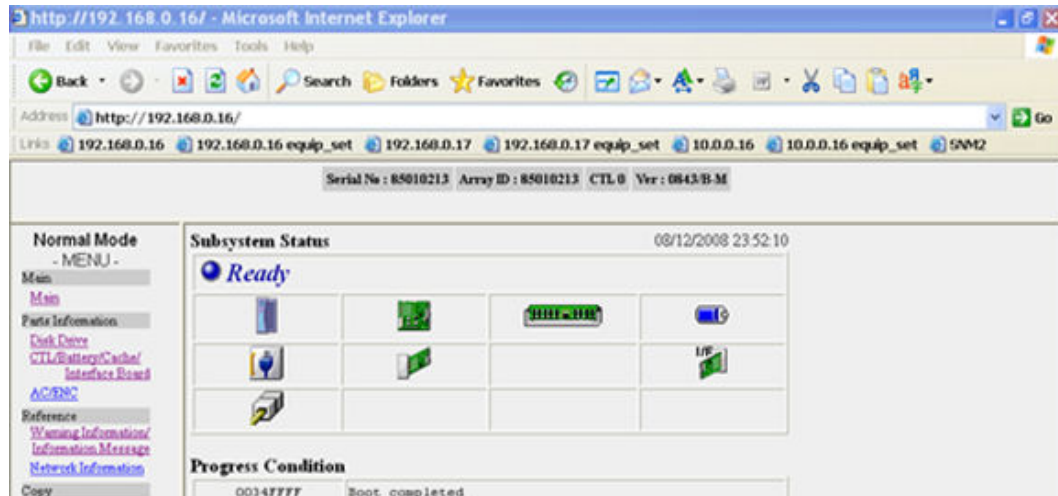 http://192.168.0.16/ - Microsoft Internet Explorer
File Edit View Favorites Tools Help
Back Search Folders Favorites
Address http://192.168.0.16/ Go
Links 192.168.0.16 192.168.0.16 equip_set 192.168.0.17 192.168.0.17 equip_set 10.0.0.16 10.0.0.16 equip_set SNM2
Serial No : 85010213 Array ID : 85010213 CTL 0 Ver : 0843/B-M
Normal Mode
- MENU -
Main
Main
Parts Information
Disk Drive
CTL/Battery/Cache/
Interface Board
AC/ENC
Reference
Warning Information/
Information Message
Network Information
Copy
Subsystem Status 08/12/2008 23:52:10
Ready
I/F
Progress Condition
0034FFFF Boot completed